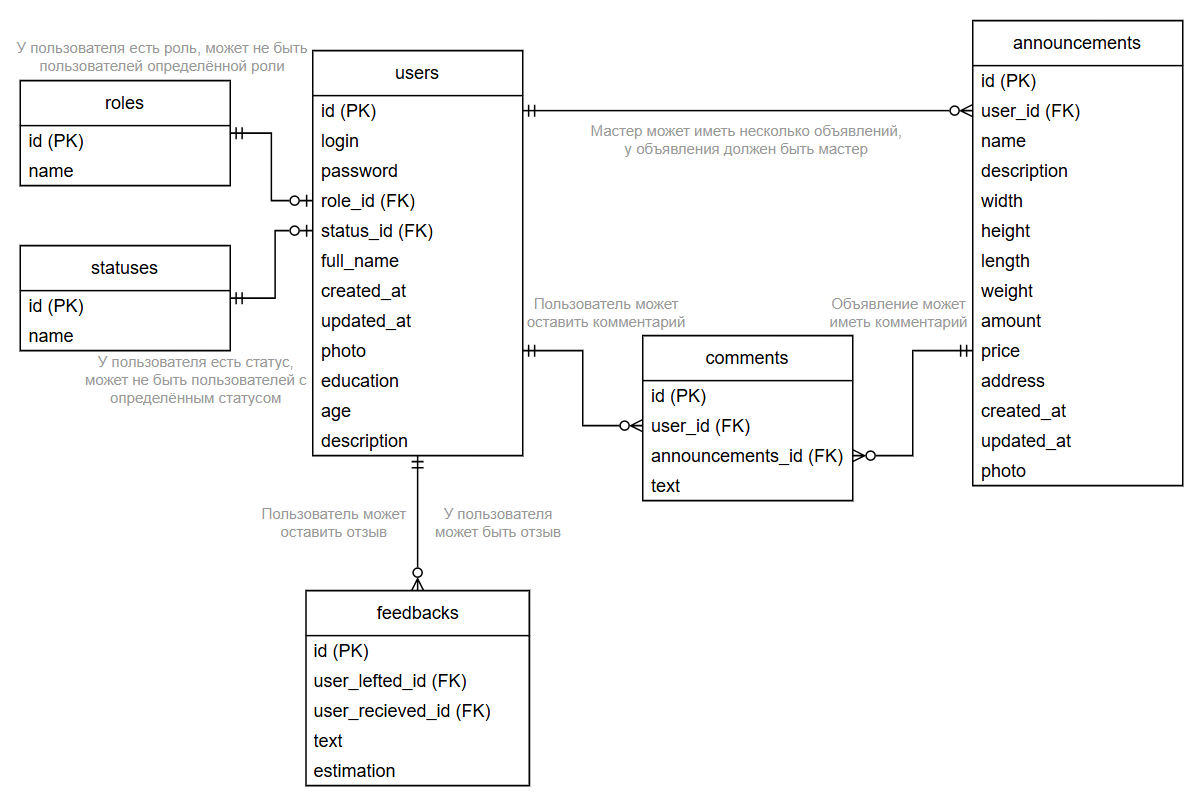 У пользователя есть роль, может не быть
пользователей определённой роли
roles
id (PK)
name
statuses
id (PK)
name
У пользователя есть статус,
может не быть пользователей с
определённым статусом
users
id (PK)
login
password
role_id (FK)
status_id (FK)
full_name
created_at
updated_at
photo
education
age
description
Мастер может иметь несколько объявлений,
у объявления должен быть мастер
announcements
id (PK)
user_id (FK)
name
description
width
height
length
weight
amount
price
address
created_at
updated_at
photo
Пользователь может
оставить комментарий
Объявление может
иметь комментарий
comments
id (PK)
user_id (FK)
announcements_id (FK)
text
Пользователь может
оставить отзыв
У пользователя
может быть отзыв
feedbacks
id (PK)
user_lefted_id (FK)
user_recieved_id (FK)
text
estimation